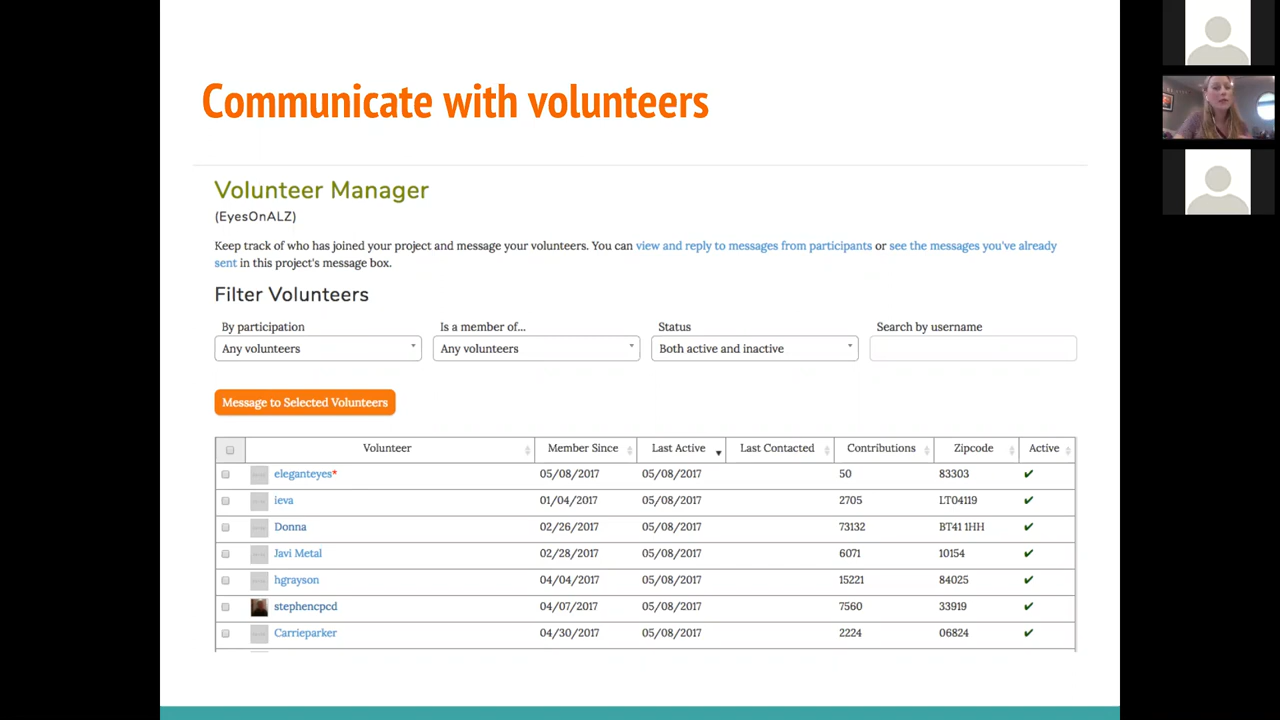 Communicate with volunteers
Volunteer Manager
(EyesOnALZ)
Keep track of who has joined your project and message your volunteers. You can view and reply to messages from participants or see the messages you've already
sent in this project's message box.
Filter Volunteers
By participation Is a member of... Status Search by username
Any volunteers Any volunteers Both active and inactive
Message to Selected Volunteers
Volunteer Member Since Last Active Last Contacted Contributions Zipcode Active
eleganteyes* 05/08/2017 05/08/2017 50 83303 ✔
ieva 01/04/2017 05/08/2017 2705 LT04119 ✔
Donna 02/26/2017 05/08/2017 73132 BT41 1HH ✔
Javi Metal 02/28/2017 05/08/2017 6071 10154 ✔
hgrayson 04/04/2017 05/08/2017 15221 84025 ✔
stephencpcd 04/07/2017 05/08/2017 7560 33919 ✔
Carrieparker 04/30/2017 05/08/2017 2224 06824 ✔